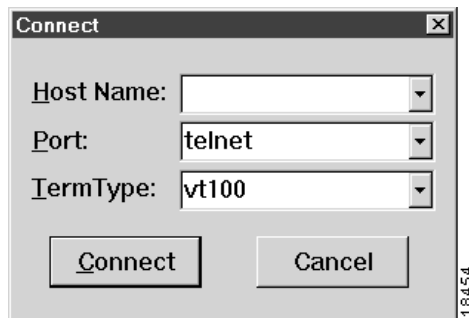 Connect
Host Name:
Port: telnet
TermType: vt100
Connect Cancel
18454